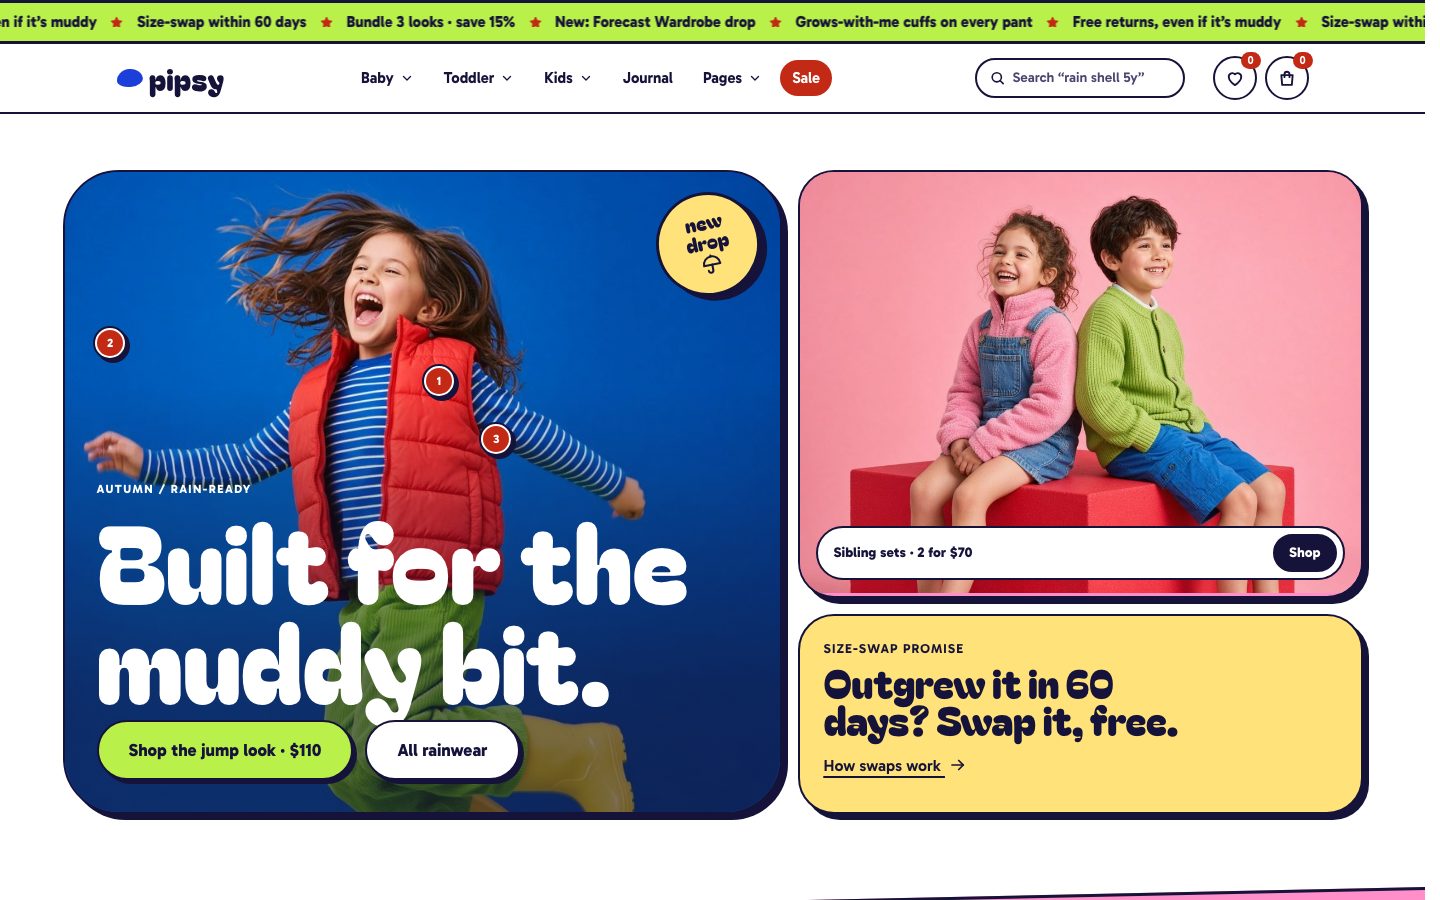 en if it's muddy ★ Size-swap within 60 days ★ Bundle 3 looks · save 15% ★ New: Forecast Wardrobe drop ★ Grows-with-me cuffs on every pant ★ Free returns, even if it's muddy ★ Size-swap withi
pipsy
Baby
Toddler
Kids
Journal
Pages
Sale
Search “rain shell 5y”
0
0
new
drop
2
1
3
AUTUMN / RAIN-READY
Built for the
muddy bit.
Shop the jump look · $110
All rainwear
Sibling sets · 2 for $70
Shop
SIZE-SWAP PROMISE
Outgrew it in 60
days? Swap it, free.
How swaps work →